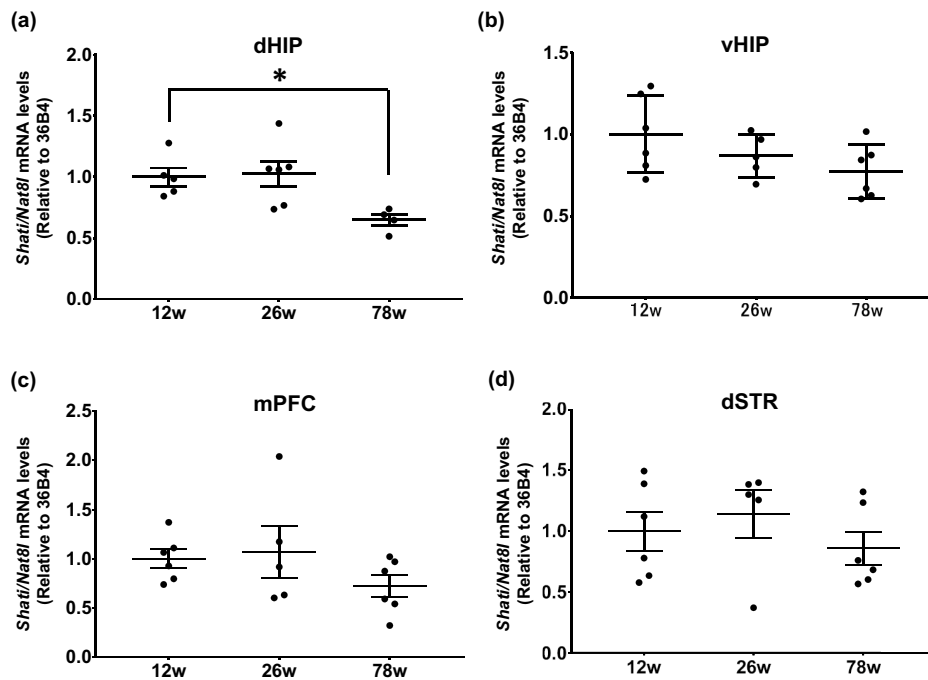 (a)
dHIP
Shati/Nat8l mRNA levels
(Relative to 36B4)
2.0
1.5
1.0
0.5
0.0
*
12w
26w
78w
(b)
vHIP
Shati/Nat8l mRNA levels
(Relative to 36B4)
1.5
1.0
0.5
0.0
12w
26w
78w
(c)
mPFC
Shati/Nat8l mRNA levels
(Relative to 36B4)
2.5
2.0
1.5
1.0
0.5
0.0
12w
26w
78w
(d)
dSTR
Shati/Nat8l mRNA levels
(Relative to 36B4)
2.0
1.5
1.0
0.5
0.0
12w
26w
78w